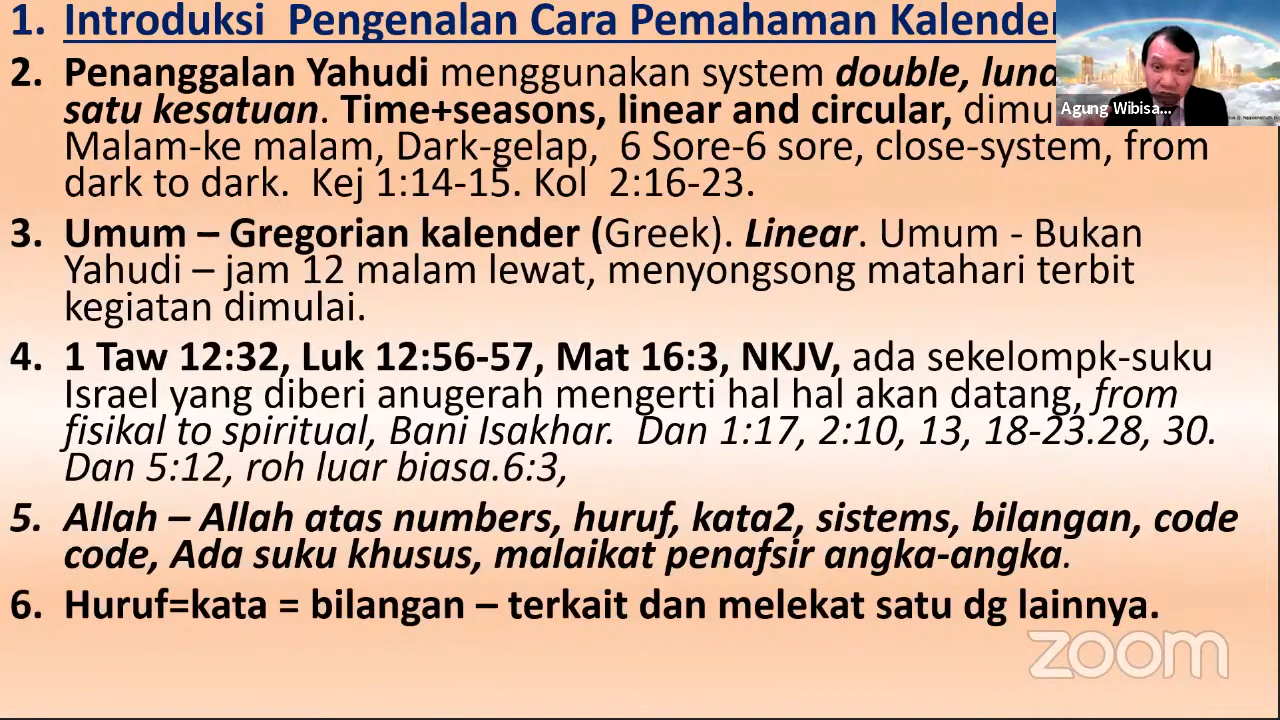 1. Introduksi Pengenalan Cara Pemahaman Kalender
2. Penanggalan Yahudi menggunakan system double,
satu kesatuan. Time+seasons, linear and circular,
Malam-ke malam, Dark-gelap, 6 Sore-6 sore, close-system, from
dark to dark. Kej 1:14-15. Kol 2:16-23.
3. Umum – Gregorian kalender (Greek). Linear. Umum - Bukan
Yahudi – jam 12 malam lewat, menyongsong matahari terbit
kegiatan dimulai.
4. 1 Taw 12:32, Luk 12:56-57, Mat 16:3, NKJV, ada sekelompk-suku
Israel yang diberi anugerah mengerti hal hal akan datang, from
fisikal to spiritual, Bani Isakhar. Dan 1:17, 2:10, 13, 18-23.28, 30.
Dan 5:12, roh luar biasa.6:3,
5. Allah – Allah atas numbers, huruf, kata2, sistems, bilangan, code
code, Ada suku khusus, malaikat penafsir angka-angka.
6. Huruf=kata = bilangan – terkait dan melekat satu dg lainnya.
Agung Wibisa...
zoom